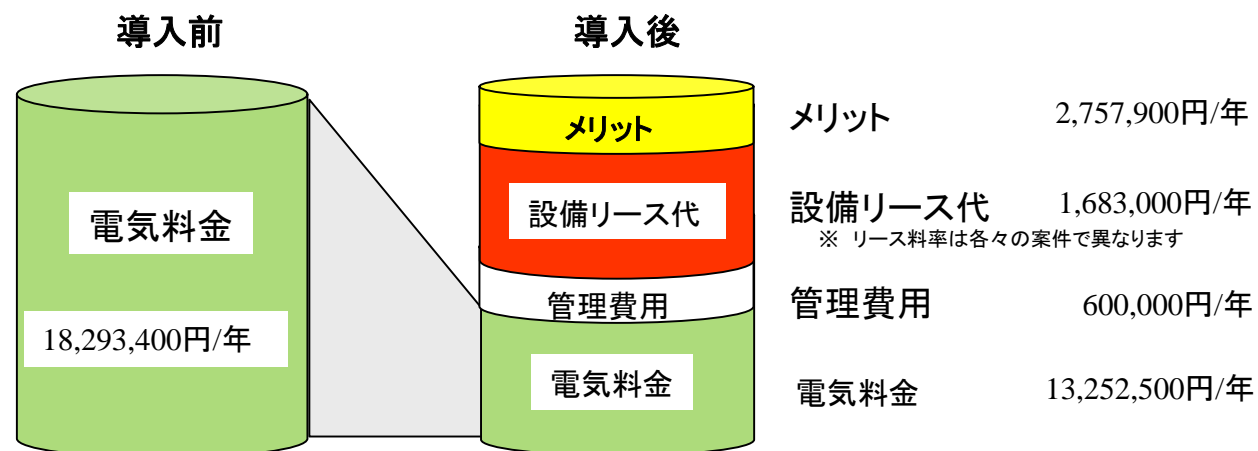 導入前
導入後
電気料金
18,293,400円/年
メリット
設備リース代
管理費用
電気料金
メリット 2,757,900円/年
設備リース代 1,683,000円/年
※ リース料率は各々の案件で異なります
管理費用 600,000円/年
電気料金 13,252,500円/年